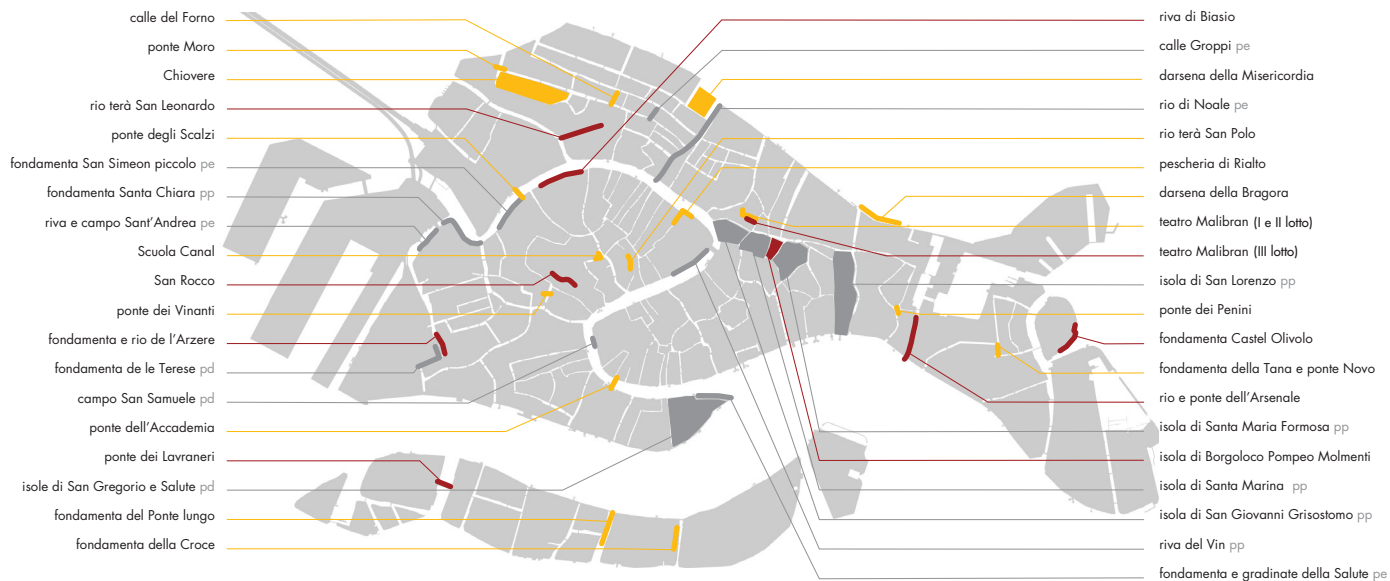 calle del Forno
ponte Moro
Chiovere
rio terà San Leonardo
ponte degli Scalzi
fondamenta San Simeon piccolo pe
fondamenta Santa Chiara pp
riva e campo Sant'Andrea pe
Scuola Canal
San Rocco
ponte dei Vinanti
fondamenta e rio de l'Arzere
fondamenta de le Terese pd
campo San Samuele pd
ponte dell'Accademia
ponte dei Lavraneri
isole di San Gregorio e Salute pd
fondamenta del Ponte lungo
fondamenta della Croce
riva di Biasio
calle Groppi pe
darsena della Misericordia
rio di Noale pe
rio terà San Polo
pescheria di Rialto
darsena della Bragora
teatro Malibran (I e II lotto)
teatro Malibran (III lotto)
isola di San Lorenzo pp
ponte dei Penini
fondamenta Castel Olivolo
fondamenta della Tana e ponte Novo
rio e ponte dell'Arsenale
isola di Santa Maria Formosa pp
isola di Borgoloco Pompeo Molmenti
isola di Santa Marina pp
isola di San Giovanni Grisostomo pp
riva del Vin pp
fondamenta e gradinate della Salute pe